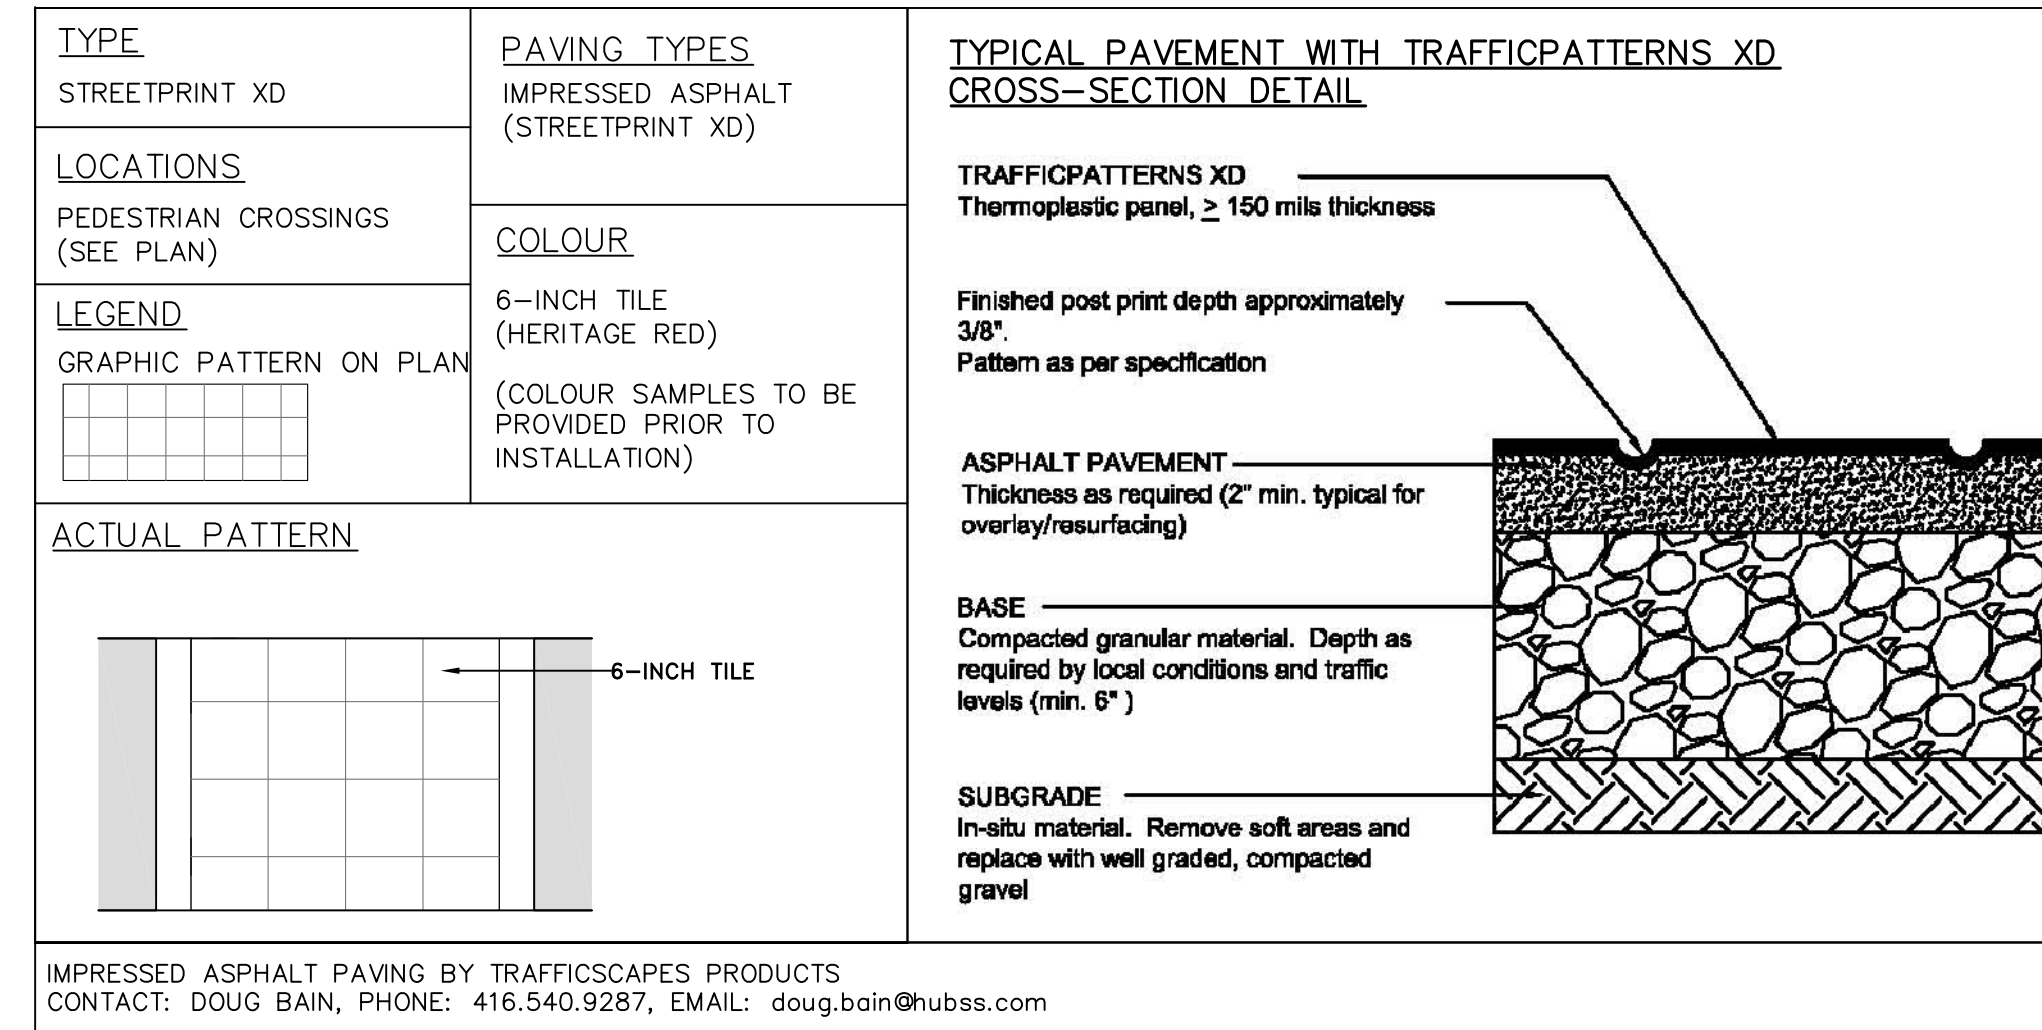 TYPE
STREETPRINT XD
LOCATIONS
PEDESTRIAN CROSSINGS
(SEE PLAN)
LEGEND
GRAPHIC PATTERN ON PLAN
PAVING TYPES
IMPRESSED ASPHALT
(STREETPRINT XD)
COLOUR
6-INCH TILE
(HERITAGE RED)
(COLOUR SAMPLES TO BE
PROVIDED PRIOR TO
INSTALLATION)
ACTUAL PATTERN
6-INCH TILE
TYPICAL PAVEMENT WITH TRAFFICPATTERNS XD
CROSS-SECTION DETAIL
TRAFFICPATTERNS XD
Thermoplastic panel, ≥ 150 mils thickness
Finished post print depth approximately
3/8".
Pattern as per specification
ASPHALT PAVEMENT
Thickness as required (2" min. typical for
overlay/resurfacing)
BASE
Compacted granular material. Depth as
required by local conditions and traffic
levels (min. 6" )
SUBGRADE
In-situ material. Remove soft areas and
replace with well graded, compacted
gravel
IMPRESSED ASPHALT PAVING BY TRAFFICSCAPES PRODUCTS
CONTACT: DOUG BAIN, PHONE: 416.540.9287, EMAIL: doug.bain@hubss.com